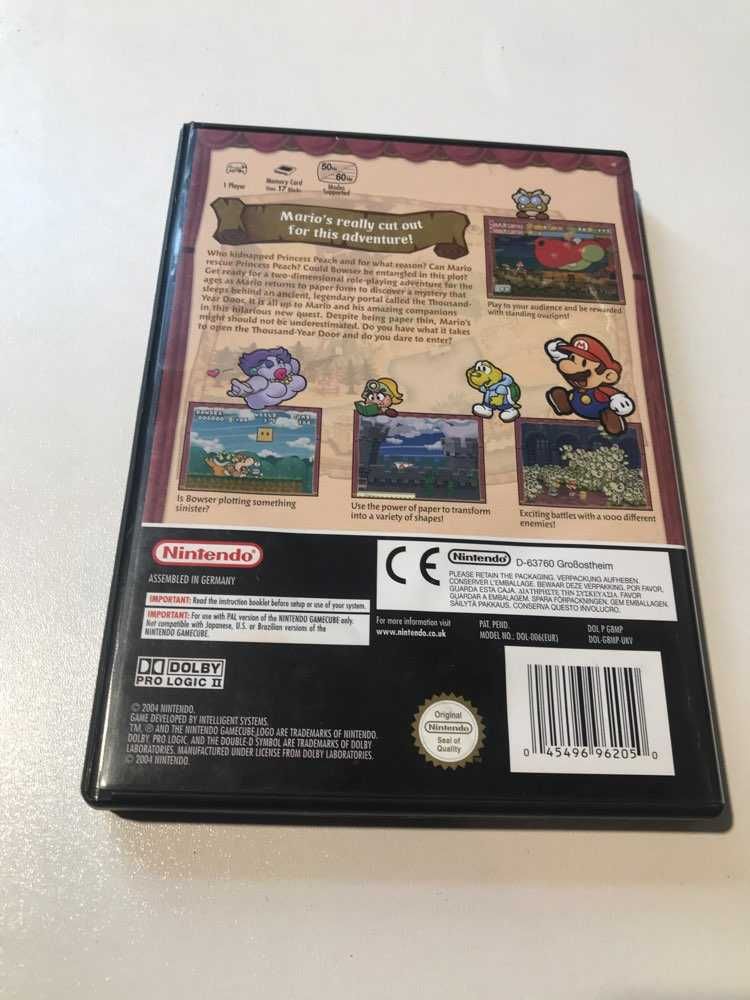 50Hz
60Hz
1 Player
Memory Card
Modes
Supported
Mario's really cut out
for this adventure!
Who kidnapped Princess Peach and for what reason? Can Mario
rescue Princess Peach? Could Bowser be entangled in this plot?
Get ready for a two-dimensional role-playing adventure for the
ages as Mario returns to paper form to discover a mystery that
sleeps behind an ancient, legendary portal called the Thousand-
Year Door. It is all up to Mario and his amazing companions
in this hilarious new quest. Despite being paper thin, Mario's
might should not be underestimated. Do you have what it takes
to open the Thousand-Year Door and do you dare to enter?
Play to your audience and be rewarded
with standing ovations!
BOWSER WORLD TIME
Is Bowser plotting something
sinister?
Use the power of paper to transform
into a variety of shapes!
Exciting battles with a 1000 different
enemies!
Nintendo®
ASSEMBLED IN GERMANY
IMPORTANT: Read the instruction booklet before setup or use of your system.
IMPORTANT: For use with PAL version of the NINTENDO GAMECUBE only.
Not compatible with Japanese, U.S. or Brazilian versions of the
NINTENDO GAMECUBE.
CE
Nintendo® D-63760 Großostheim
PLEASE RETAIN THE PACKAGING. VERPACKUNG AUFHEBEN.
CONSERVER L'EMBALLAGE. BEWAAR DEZE VERPAKKING. POR FAVOR,
GUARDA ESTA CAJA. ΔΙΑΤΗΡΗΣΤΕ ΤΗΝ ΣΥΣΚΕΥΑΣΙΑ. FAVOR
GUARDAR A EMBALAGEM. SPARA FÖRPACKNINGEN. GEM EMBALLAGEN.
SÄILYTÄ PAKKAUS. CONSERVA QUESTO INVOLUCRO.
For more information visit
www.nintendo.co.uk
PAT. PEND.
MODEL NO.: DOL-006(EUR)
DOL P GBMP
DOL-GBMP-UKV
DOLBY
PRO LOGIC II
© 2004 NINTENDO.
GAME DEVELOPED BY INTELLIGENT SYSTEMS.
TM, ® AND THE NINTENDO GAMECUBE LOGO ARE TRADEMARKS OF NINTENDO.
DOLBY, PRO LOGIC, AND THE DOUBLE-D SYMBOL ARE TRADEMARKS OF DOLBY
LABORATORIES. MANUFACTURED UNDER LICENSE FROM DOLBY LABORATORIES.
© 2004 NINTENDO.
Original
Nintendo
Seal of
Quality
0 45496 96205 0